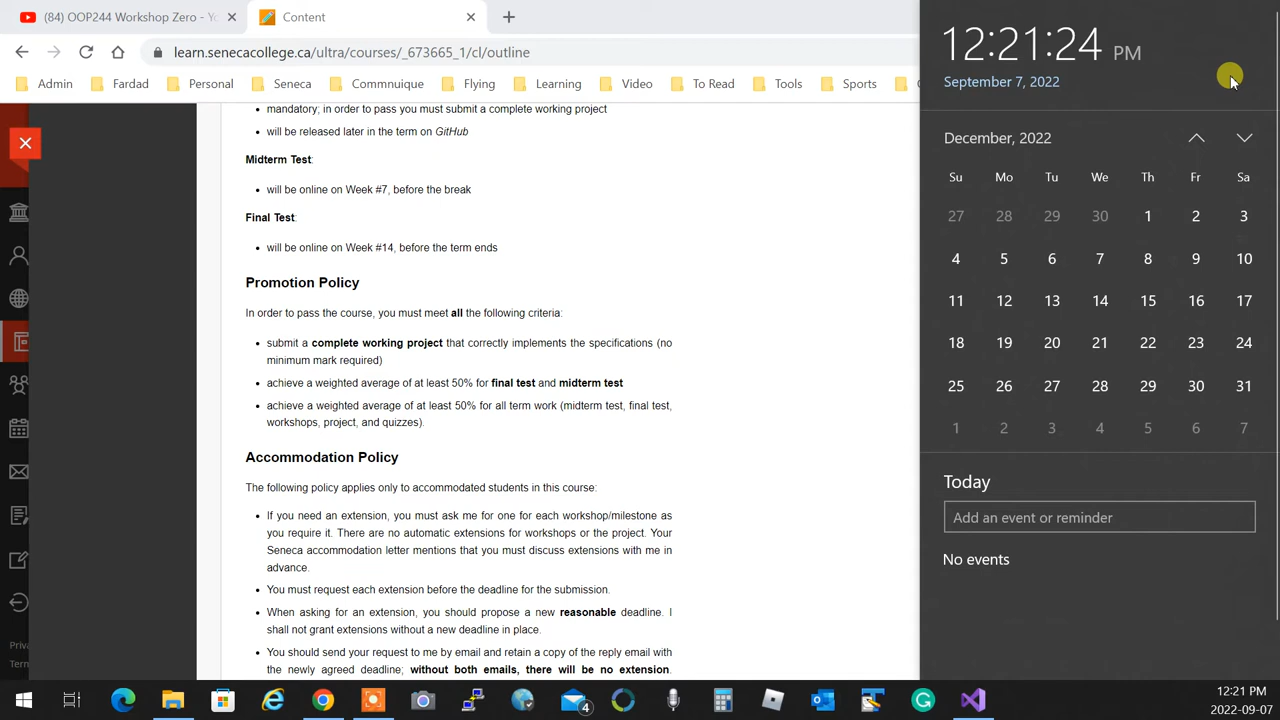 (84) OOP244 Workshop Zero - Yo
Content
learn.senecacollege.ca/ultra/courses/_673665_1/cl/outline
Admin
Fardad
Personal
Seneca
Commuique
Flying
Learning
Video
To Read
Tools
Sports
mandatory; in order to pass you must submit a complete working project
will be released later in the term on GitHub
Midterm Test:
will be online on Week #7, before the break
Final Test:
will be online on Week #14, before the term ends
Promotion Policy
In order to pass the course, you must meet all the following criteria:
submit a complete working project that correctly implements the specifications (no
minimum mark required)
achieve a weighted average of at least 50% for final test and midterm test
achieve a weighted average of at least 50% for all term work (midterm test, final test,
workshops, project, and quizzes).
Accommodation Policy
The following policy applies only to accommodated students in this course:
If you need an extension, you must ask me for one for each workshop/milestone as
you require it. There are no automatic extensions for workshops or the project. Your
Seneca accommodation letter mentions that you must discuss extensions with me in
advance.
You must request each extension before the deadline for the submission.
When asking for an extension, you should propose a new reasonable deadline. I
shall not grant extensions without a new deadline in place.
You should send your request to me by email and retain a copy of the reply email with
the newly agreed deadline; without both emails, there will be no extension.
Priva
Term
12:21:24 PM
September 7, 2022
December, 2022
Su Mo Tu We Th Fr Sa
27 28 29 30 1 2 3
4 5 6 7 8 9 10
11 12 13 14 15 16 17
18 19 20 21 22 23 24
25 26 27 28 29 30 31
1 2 3 4 5 6 7
Today
Add an event or reminder
No events
4
12:21 PM
2022-09-07